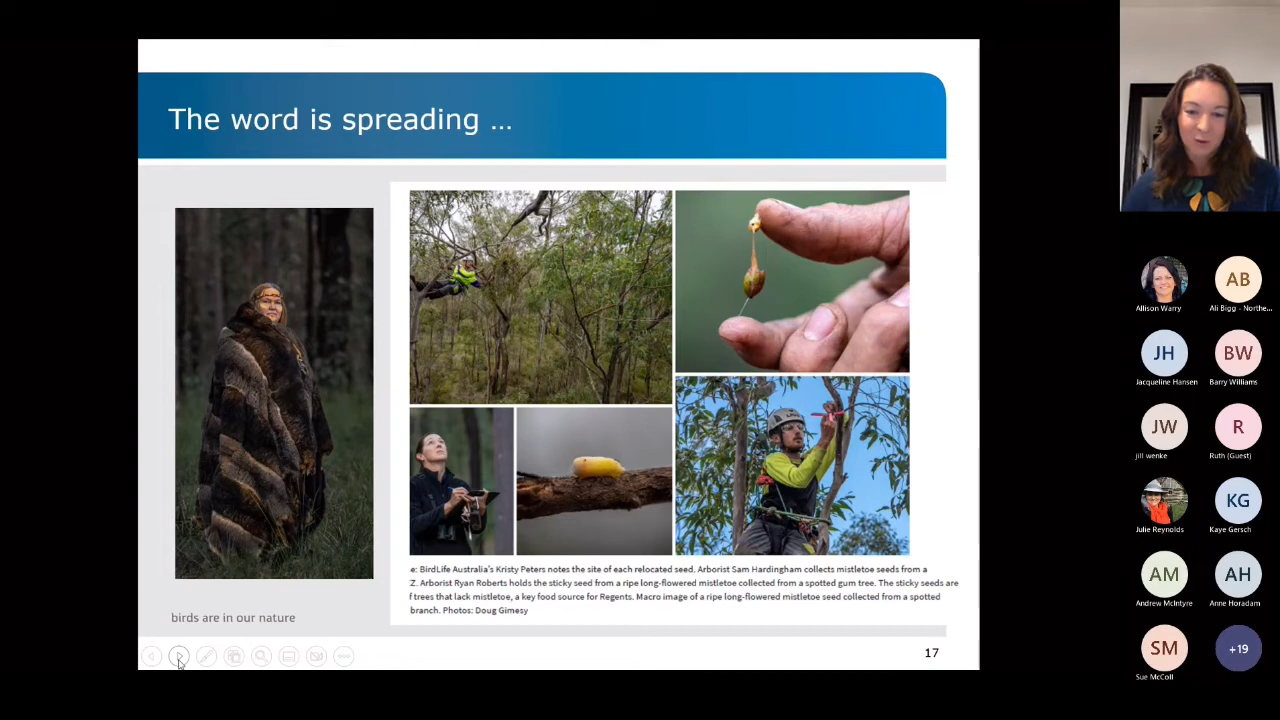 The word is spreading ...
e: BirdLife Australia's Kristy Peters notes the site of each relocated seed. Arborist Sam Hardingham collects mistletoe seeds from a
Z. Arborist Ryan Roberts holds the sticky seed from a ripe long-flowered mistletoe collected from a spotted gum tree. The sticky seeds are
f trees that lack mistletoe, a key food source for Regents. Macro image of a ripe long-flowered mistletoe seed collected from a spotted
branch. Photos: Doug Gimesy
birds are in our nature
17
Allison Warry
AB
Ali Bigg - Northe...
JH
Jacqueline Hansen
BW
Barry Williams
JW
jill wenke
R
Ruth (Guest)
Julie Reynolds
KG
Kaye Gersch
AM
Andrew McIntyre
AH
Anne Horadam
SM
Sue McColl
+19